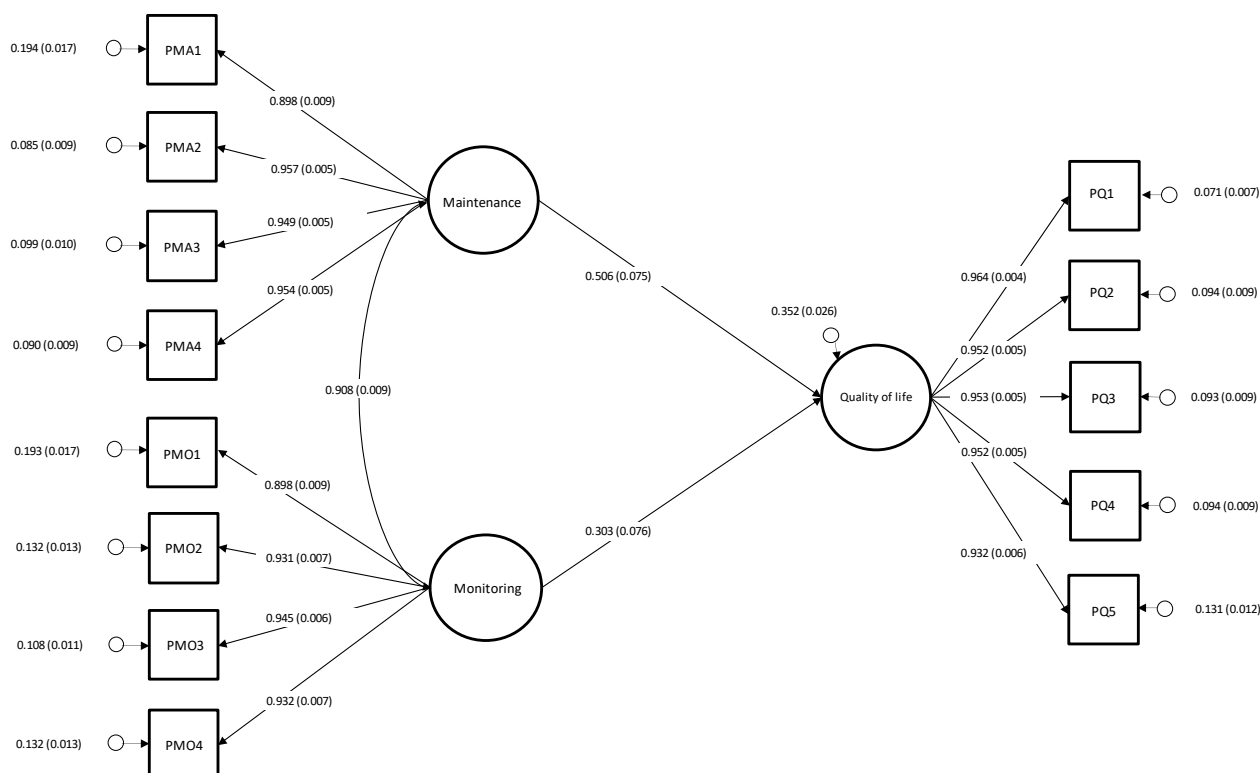 0.194 (0.017)
PMA1
0.898 (0.009)
0.085 (0.009)
PMA2
0.957 (0.005)
0.099 (0.010)
PMA3
0.949 (0.005)
0.090 (0.009)
PMA4
0.954 (0.005)
Maintenance
0.908 (0.009)
0.193 (0.017)
PMO1
0.898 (0.009)
0.132 (0.013)
PMO2
0.931 (0.007)
0.108 (0.011)
PMO3
0.945 (0.006)
0.132 (0.013)
PMO4
0.932 (0.007)
Monitoring
0.506 (0.075)
0.303 (0.076)
0.352 (0.026)
Quality of life
0.964 (0.004)
PQ1
0.071 (0.007)
0.952 (0.005)
PQ2
0.094 (0.009)
0.953 (0.005)
PQ3
0.093 (0.009)
0.952 (0.005)
PQ4
0.094 (0.009)
0.932 (0.006)
PQ5
0.131 (0.012)